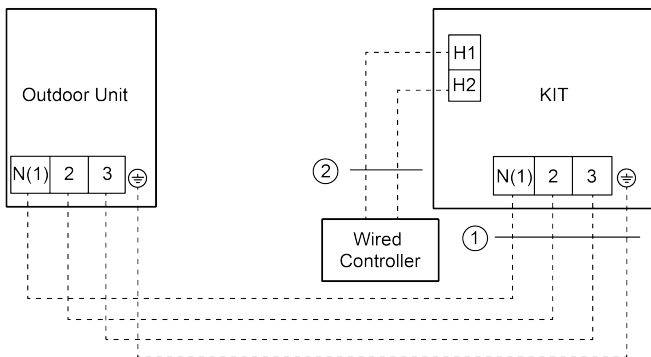 H1
H2
Outdoor Unit
KIT
N(1) 2 3
N(1) 2 3
2
Wired
Controller
1